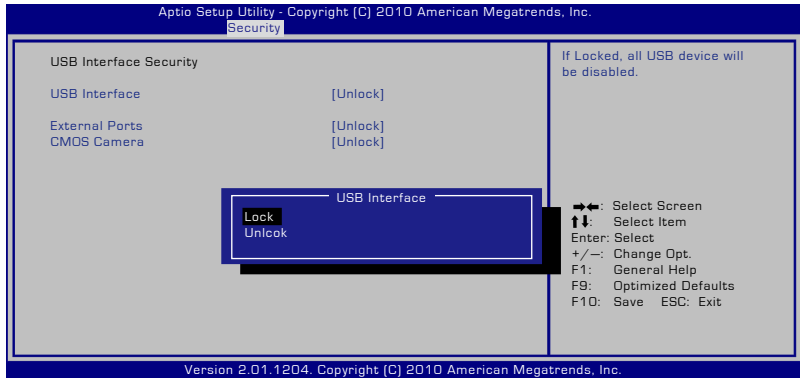 Aptio Setup Utility - Copyright (C) 2010 American Megatrends, Inc.
Security
USB Interface Security
USB Interface [Unlock]
External Ports [Unlock]
CMOS Camera [Unlock]
If Locked, all USB device will
be disabled.
USB Interface
Lock
Unlcok
→←: Select Screen
↑↓: Select Item
Enter: Select
+/—: Change Opt.
F1: General Help
F9: Optimized Defaults
F10: Save ESC: Exit
Version 2.01.1204. Copyright (C) 2010 American Megatrends, Inc.